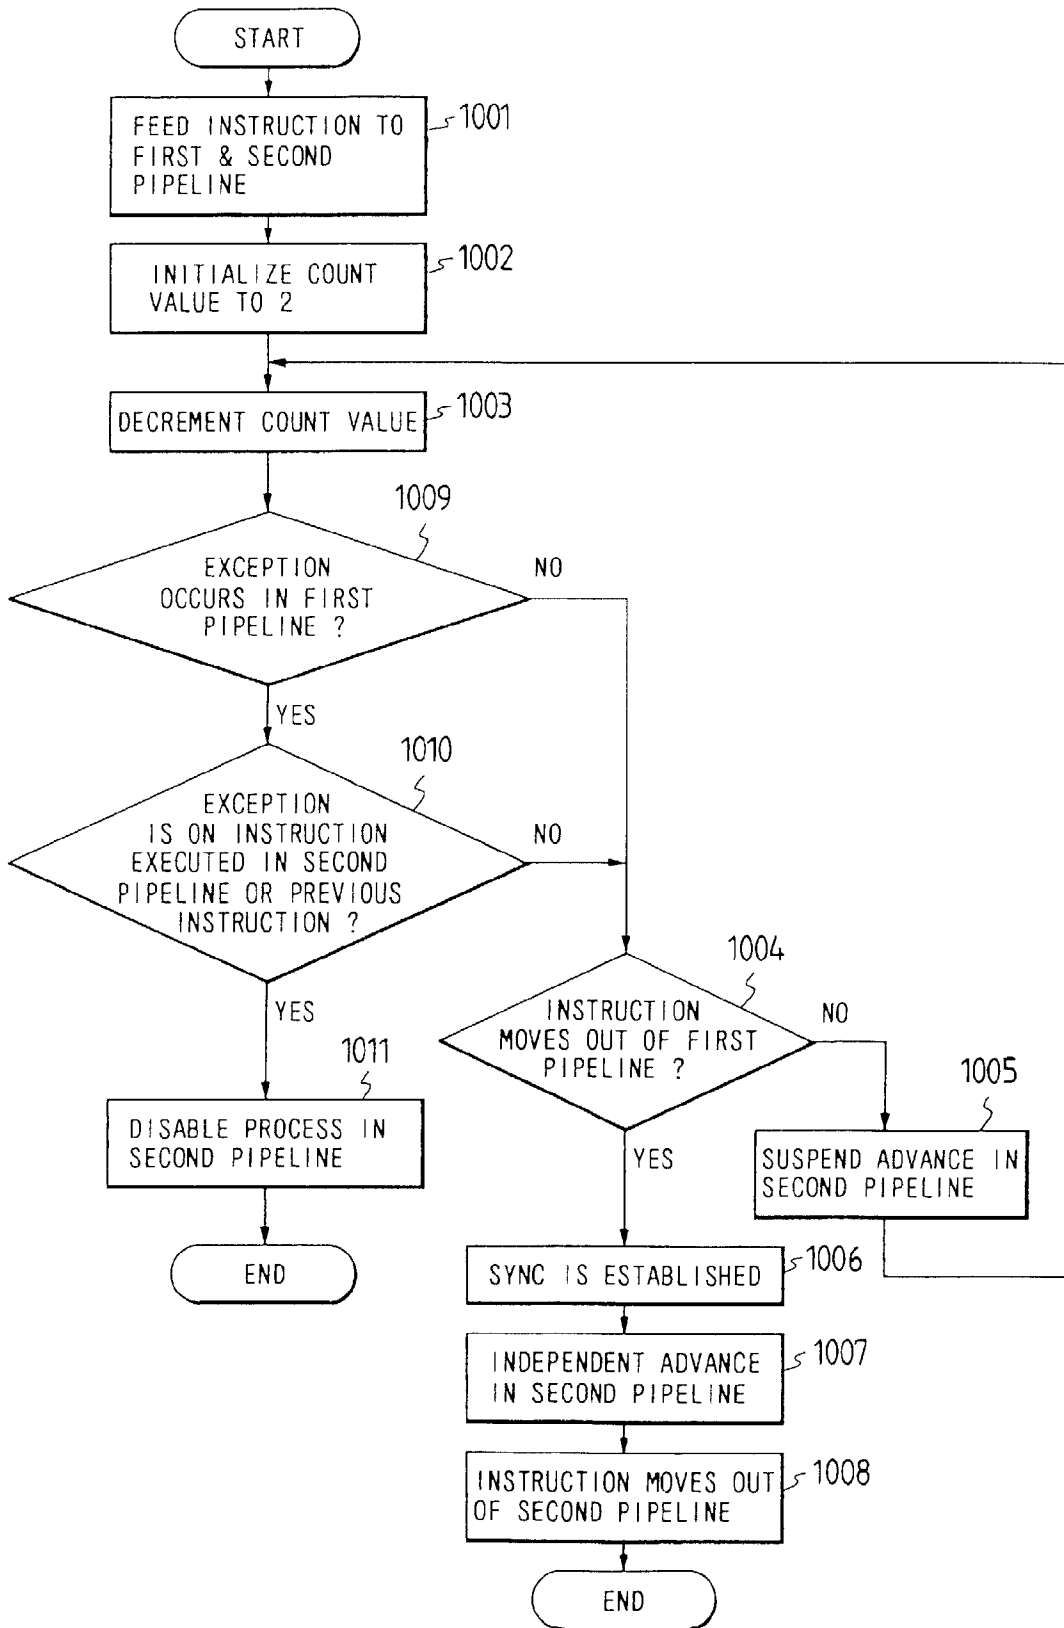 START
FEED INSTRUCTION TO
FIRST & SECOND
PIPELINE
1001
INITIALIZE COUNT
VALUE TO 2
1002
DECREMENT COUNT VALUE
1003
1009
EXCEPTION
OCCURS IN FIRST
PIPELINE ?
NO
YES
1010
EXCEPTION
IS ON INSTRUCTION
EXECUTED IN SECOND
PIPELINE OR PREVIOUS
INSTRUCTION ?
NO
YES
1004
INSTRUCTION
MOVES OUT OF FIRST
PIPELINE ?
NO
YES
1011
DISABLE PROCESS IN
SECOND PIPELINE
END
1005
SUSPEND ADVANCE IN
SECOND PIPELINE
SYNC IS ESTABLISHED
1006
INDEPENDENT ADVANCE
IN SECOND PIPELINE
1007
INSTRUCTION MOVES OUT
OF SECOND PIPELINE
1008
END